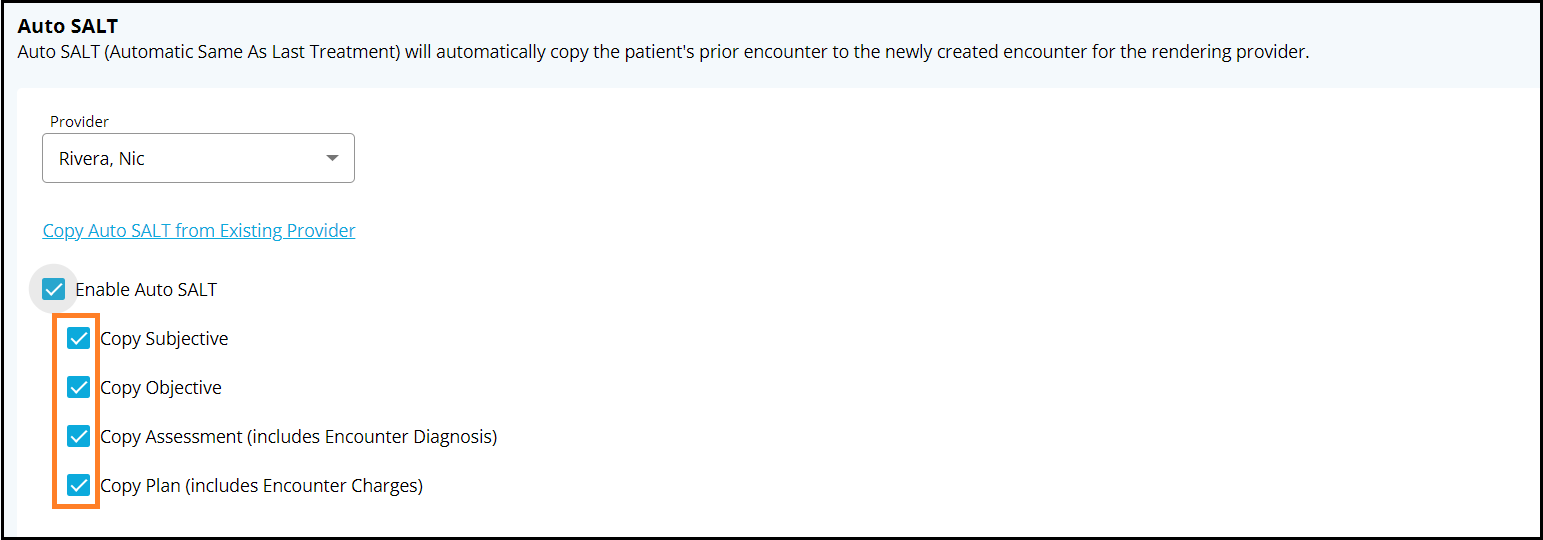 Auto SALT
Auto SALT (Automatic Same As Last Treatment) will automatically copy the patient's prior encounter to the newly created encounter for the rendering provider.
Provider
Rivera, Nic
Copy Auto SALT from Existing Provider
Enable Auto SALT
Copy Subjective
Copy Objective
Copy Assessment (includes Encounter Diagnosis)
Copy Plan (includes Encounter Charges)